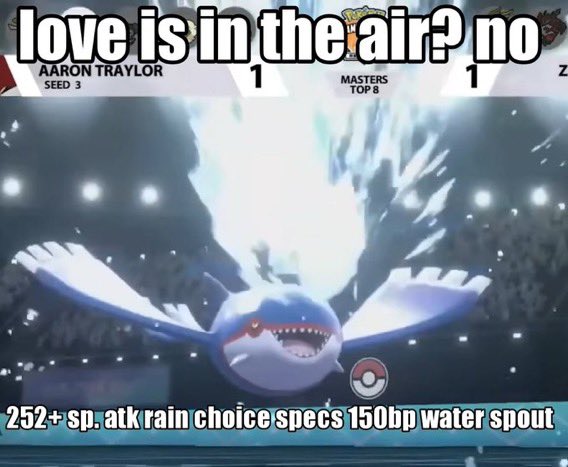 love is in the air? no
AARON TRAYLOR
SEED 3
1
MASTERS
TOP 8
1
Z
252+ sp. atk rain choice specs 150bp water spout